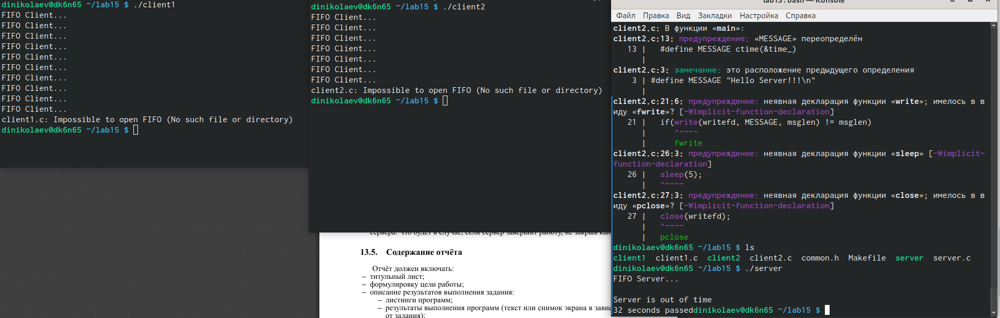 dinikolaev@dk6n65 ~/lab15 $ ./client1
FIFO Client...
FIFO Client...
FIFO Client...
FIFO Client...
FIFO Client...
FIFO Client...
FIFO Client...
FIFO Client...
FIFO Client...
FIFO Client...
client1.c: Impossible to open FIFO (No such file or directory)
dinikolaev@dk6n65 ~/lab15 $
dinikolaev@dk6n65 ~/lab15 $ ./client2
FIFO Client...
FIFO Client...
FIFO Client...
FIFO Client...
FIFO Client...
FIFO Client...
FIFO Client...
client2.c: Impossible to open FIFO (No such file or directory)
dinikolaev@dk6n65 ~/lab15 $
сервера. Что будет в случае, если сервер завершит работу, не закрыв
13.5. Содержание отчёта
Отчёт должен включать:
– титульный лист;
– формулировку цели работы;
– описание результатов выполнения задания:
– листинги программ;
– результаты выполнения программ (текст или снимок экрана в
от задания);
lab15 : bash — Konsole
Файл Правка Вид Закладки Настройка Справка
client2.c: В функции «main»:
client2.c:13: предупреждение: «MESSAGE» переопределён
13 | #define MESSAGE ctime(&time_)
|
client2.c:3: замечание: это расположение предыдущего определения
3 | #define MESSAGE "Hello Server!!!\n"
|
client2.c:21:6: предупреждение: неявная декларация функции «write»; имелось в в
иду «fwrite»? [-Wimplicit-function-declaration]
21 | if(write(writefd, MESSAGE, msglen) != msglen)
| ^~~~~
| fwrite
client2.c:26:3: предупреждение: неявная декларация функции «sleep» [-Wimplicit-
function-declaration]
26 | sleep(5);
| ^~~~~
client2.c:27:3: предупреждение: неявная декларация функции «close»; имелось в в
иду «pclose»? [-Wimplicit-function-declaration]
27 | close(writefd);
| ^~~~~
| pclose
dinikolaev@dk6n65 ~/lab15 $ ls
client1 client1.c client2 client2.c common.h Makefile server server.c
dinikolaev@dk6n65 ~/lab15 $ ./server
FIFO Server...
Server is out of time
32 seconds passeddinikolaev@dk6n65 ~/lab15 $